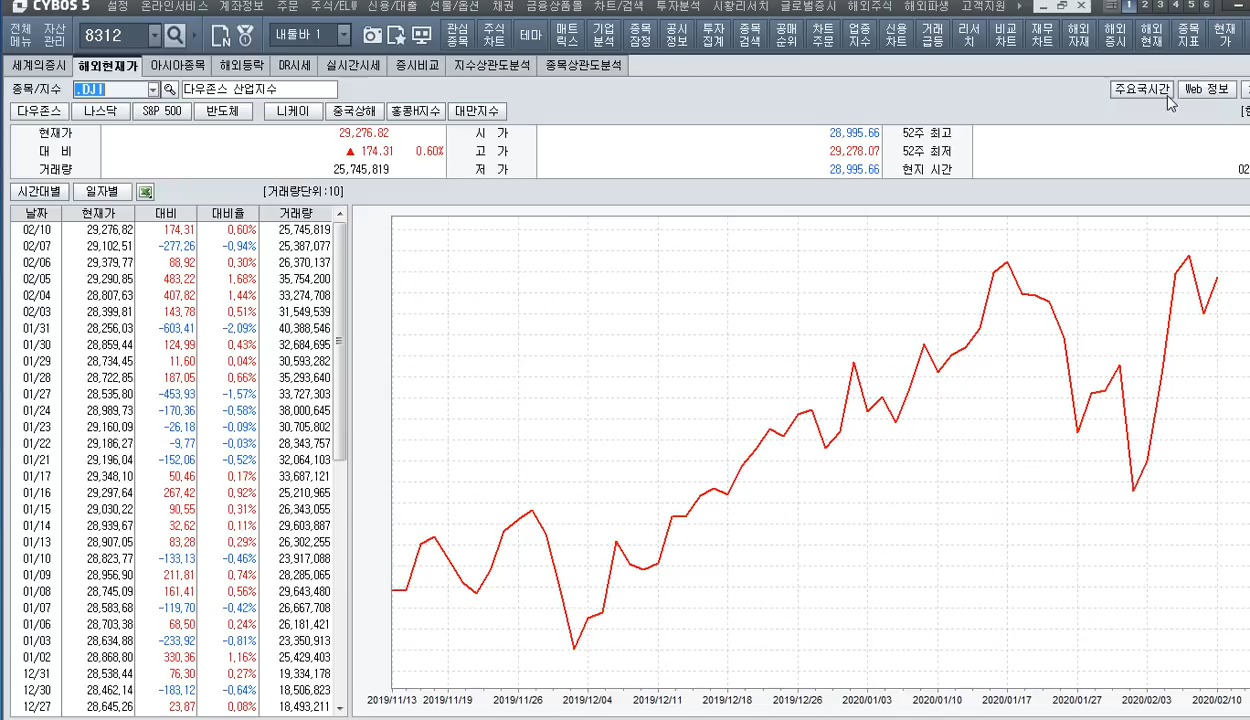 CYBOS 5 설정 온라인서비스 계좌정보 주문 주식/ELW 신용/대출 선물/옵션 채권 금융상품몰 차트/검색 투자분석 시황리서치 글로벌증시 해외주식 해외파생 고객지원 1 2 3 4 5 6
전체메뉴 자산관리 8312 내툴바 1 관심종목 주식차트 테마 매트릭스 기업분석 종목잠정 공시정보 투자집계 종목검색 공매순위 차트주문 업종지수 신용차트 거래급등 리서치 비교차트 재무차트 해외자재 해외증시 해외현재 종목지표 현재가
세계의증시 해외현재가 아시아종목 해외등락 DR시세 실시간시세 증시비교 지수상관도분석 종목상관도분석
종목/지수 .DJI 다우존스 산업지수 주요국시간 Web 정보
다우존스 나스닥 S&P 500 반도체 니케이 중국상해 홍콩H지수 대만지수
현재가 29,276.82 시 가 28,995.66 52주 최고
대 비 ▲ 174.31 0.60% 고 가 29,278.07 52주 최저
거래량 25,745,819 저 가 28,995.66 현지 시간 02
시간대별 일자별 [거래량단위:10]
날짜 현재가 대비 대비율 거래량
02/10 29,276.82 174.31 0.60% 25,745,819
02/07 29,102.51 -277.26 -0.94% 25,387,077
02/06 29,379.77 88.92 0.30% 26,370,137
02/05 29,290.85 483.22 1.68% 35,754,200
02/04 28,807.63 407.82 1.44% 33,274,708
02/03 28,399.81 143.78 0.51% 31,549,539
01/31 28,256.03 -603.41 -2.09% 40,388,546
01/30 28,859.44 124.99 0.43% 32,684,695
01/29 28,734.45 11.60 0.04% 30,593,282
01/28 28,722.85 187.05 0.66% 35,293,640
01/27 28,535.80 -453.93 -1.57% 33,727,303
01/24 28,989.73 -170.36 -0.58% 38,000,645
01/23 29,160.09 -26.18 -0.09% 30,705,802
01/22 29,186.27 -9.77 -0.03% 28,343,757
01/21 29,196.04 -152.06 -0.52% 32,064,103
01/17 29,348.10 50.46 0.17% 33,687,121
01/16 29,297.64 267.42 0.92% 25,210,965
01/15 29,030.22 90.55 0.31% 26,343,055
01/14 28,939.67 32.62 0.11% 29,603,887
01/13 28,907.05 83.28 0.29% 26,302,255
01/10 28,823.77 -133.13 -0.46% 23,917,088
01/09 28,956.90 211.81 0.74% 28,285,065
01/08 28,745.09 161.41 0.56% 29,643,480
01/07 28,583.68 -119.70 -0.42% 26,667,708
01/06 28,703.38 68.50 0.24% 26,181,421
01/03 28,634.88 -233.92 -0.81% 23,350,913
01/02 28,868.80 330.36 1.16% 25,429,403
12/31 28,538.44 76.30 0.27% 19,334,178
12/30 28,462.14 -183.12 -0.64% 18,506,823
12/27 28,645.26 23.87 0.08% 18,493,211
2019/11/13 2019/11/19 2019/11/26 2019/12/04 2019/12/11 2019/12/18 2019/12/26 2020/01/03 2020/01/10 2020/01/17 2020/01/27 2020/02/03 2020/02/10